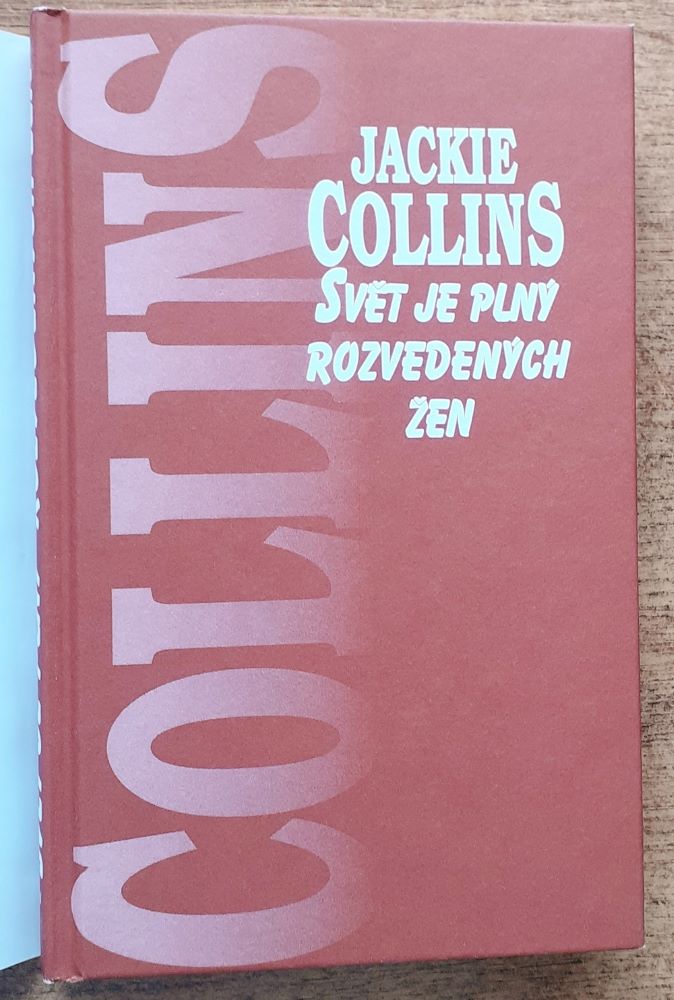 JACKIE
COLLINS
SVĚT JE PLNÝ
ROZVEDENÝCH
ŽEN
COLLINS